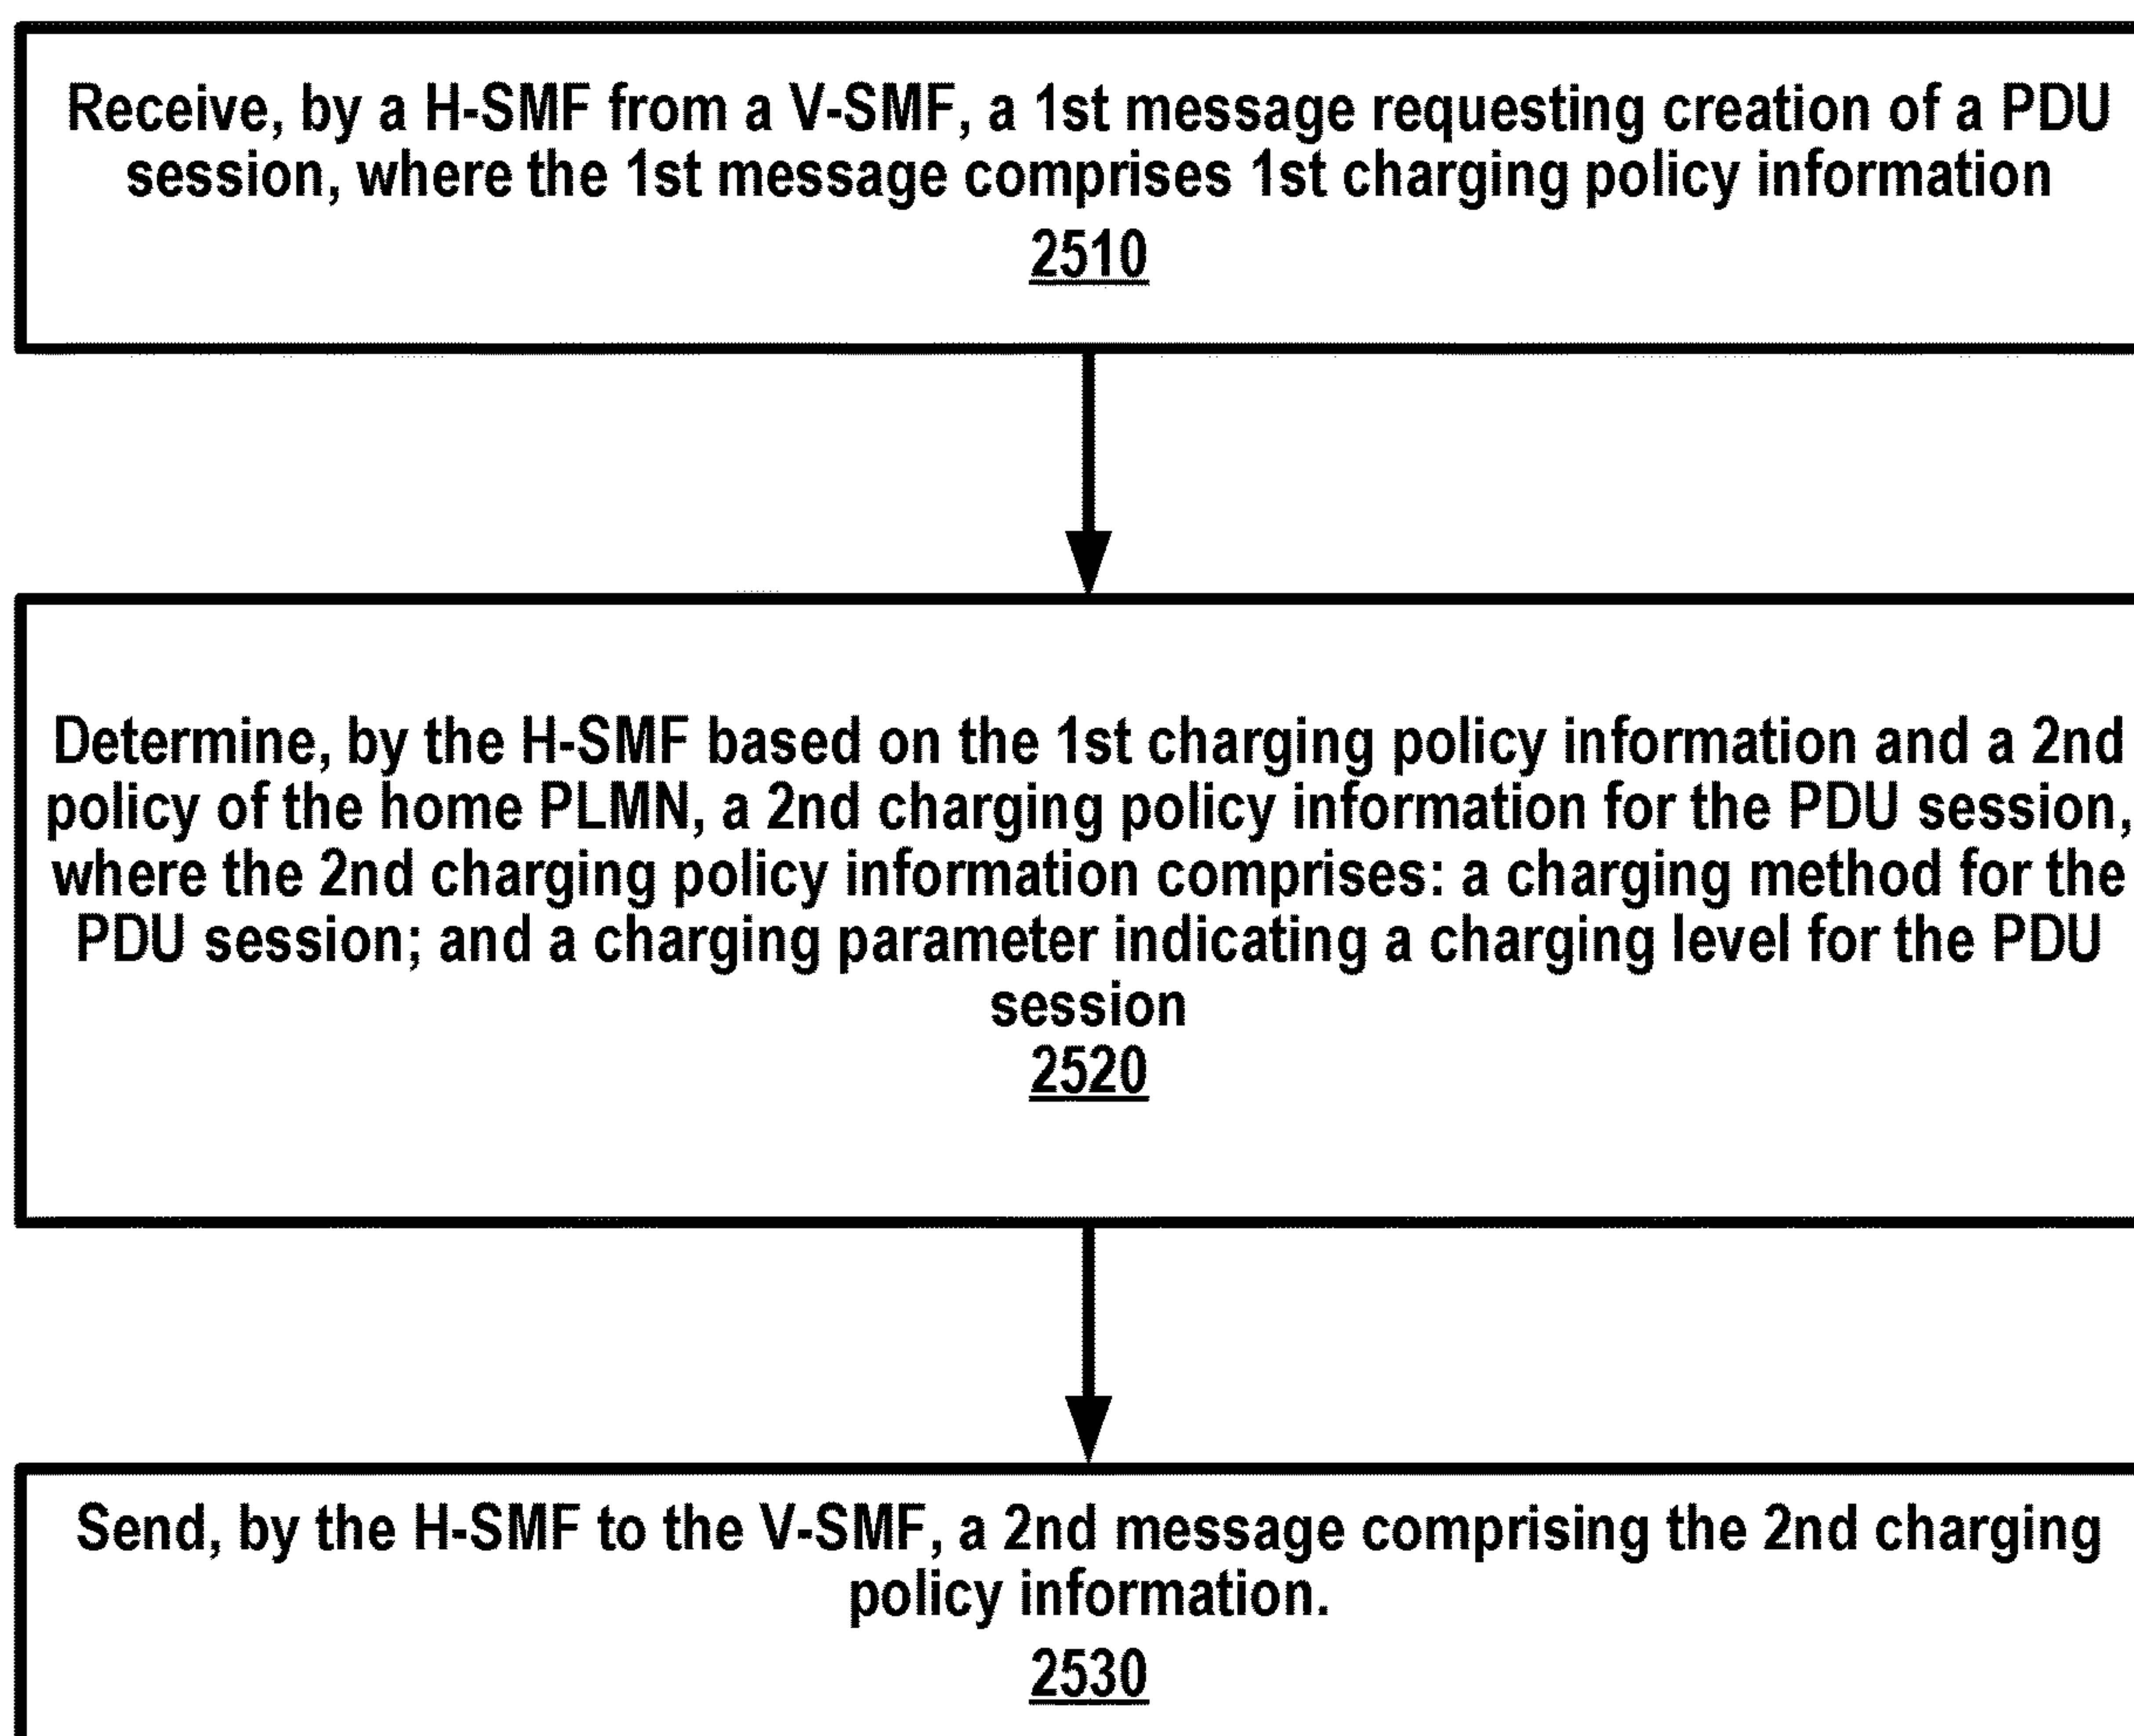 Receive, by a H-SMF from a V-SMF, a 1st message requesting creation of a PDU
session, where the 1st message comprises 1st charging policy information
2510
Determine, by the H-SMF based on the 1st charging policy information and a 2nd
policy of the home PLMN, a 2nd charging policy information for the PDU session,
where the 2nd charging policy information comprises: a charging method for the
PDU session; and a charging parameter indicating a charging level for the PDU
session
2520
Send, by the H-SMF to the V-SMF, a 2nd message comprising the 2nd charging
policy information.
2530